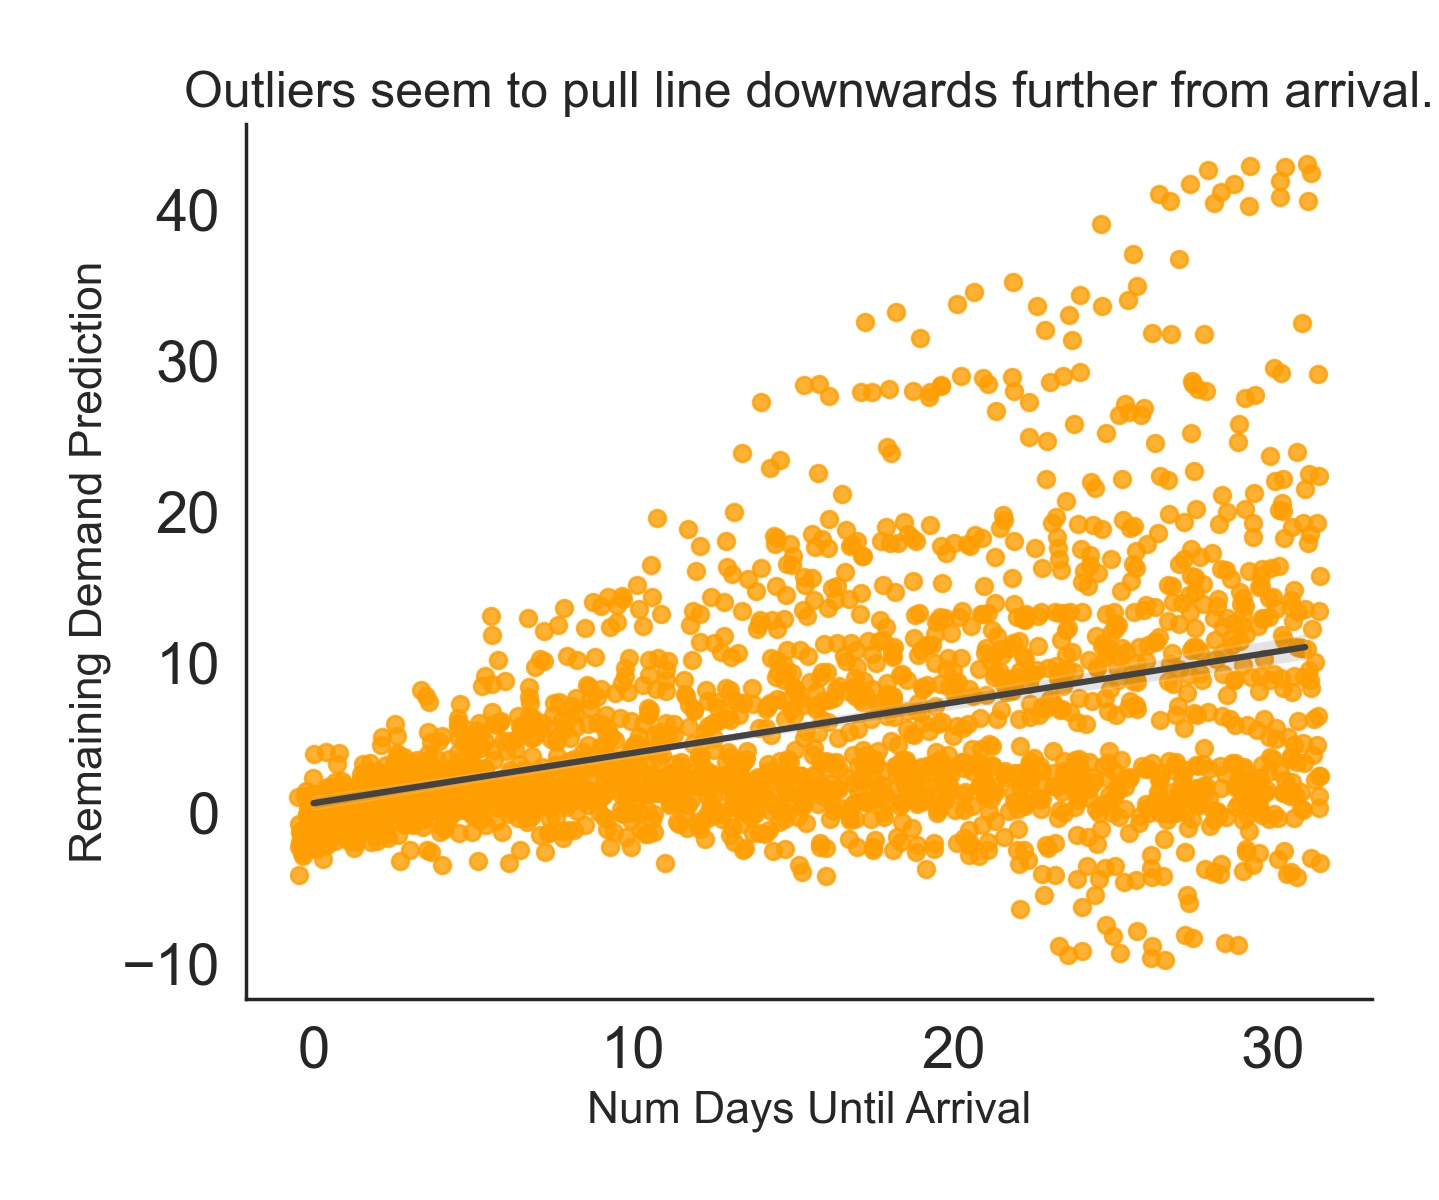 Outliers seem to pull line downwards further from arrival.
40
30
20
10
0
−10
Remaining Demand Prediction
0 10 20 30
Num Days Until Arrival